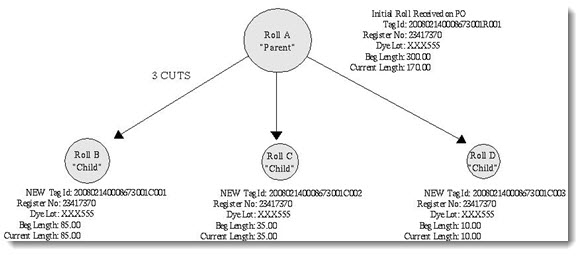 Roll A
"Parent"
Initial Roll Received on PO
Tag Id: 200802140008673001R001
Register No: 23417370
Dye Lot: XXX555
Beg Length: 300.00
Current Length: 170.00
3 CUTS
Roll B
"Child"
NEW Tag Id: 200802140008673001C001
Register No: 23417370
Dye Lot: XXX555
Beg Length: 85.00
Current Length: 85.00
Roll C
"Child"
NEW Tag Id: 200802140008673001C002
Register No: 23417370
Dye Lot: XXX555
Beg Length: 35.00
Current Length: 35.00
Roll D
"Child"
NEW Tag Id: 200802140008673001C003
Register No: 23417370
Dye Lot: XXX555
Beg Length: 10.00
Current Length: 10.00